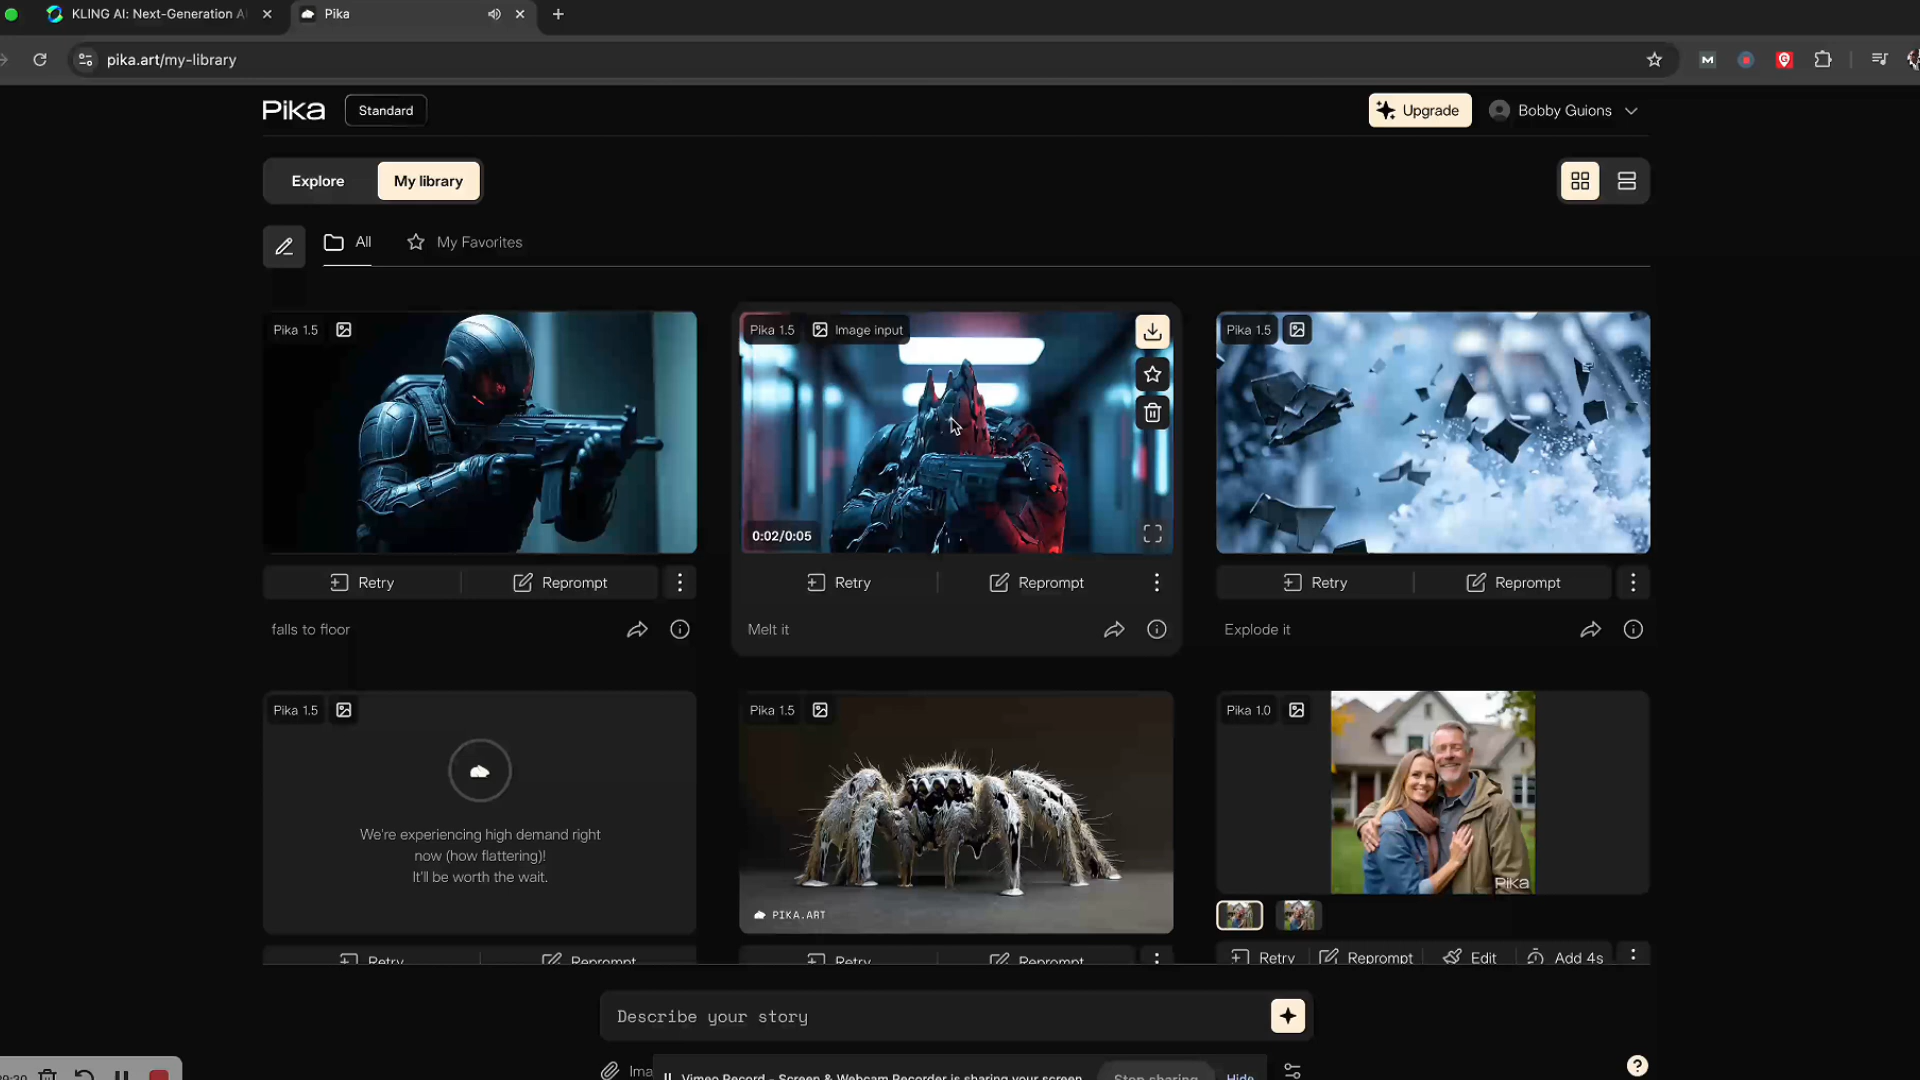 KLING AI: Next-Generation AI
Pika
pika.art/my-library
Pika
Standard
Upgrade
Bobby Guions
Explore
My library
All
My Favorites
Pika 1.5
Pika 1.5
Image input
Pika 1.5
0:02/0:05
Retry
Reprompt
Retry
Reprompt
Retry
Reprompt
falls to floor
Melt it
Explode it
Pika 1.5
Pika 1.5
Pika 1.0
We're experiencing high demand right
now (how flattering)!
It'll be worth the wait.
PIKA.ART
Pika
Retry
Reprompt
Retry
Reprompt
Retry
Reprompt
Edit
Add 4s
Describe your story
Ima
Vimeo Record - Screen & Webcam Recorder is sharing your screen.
Stop sharing
Hide
?